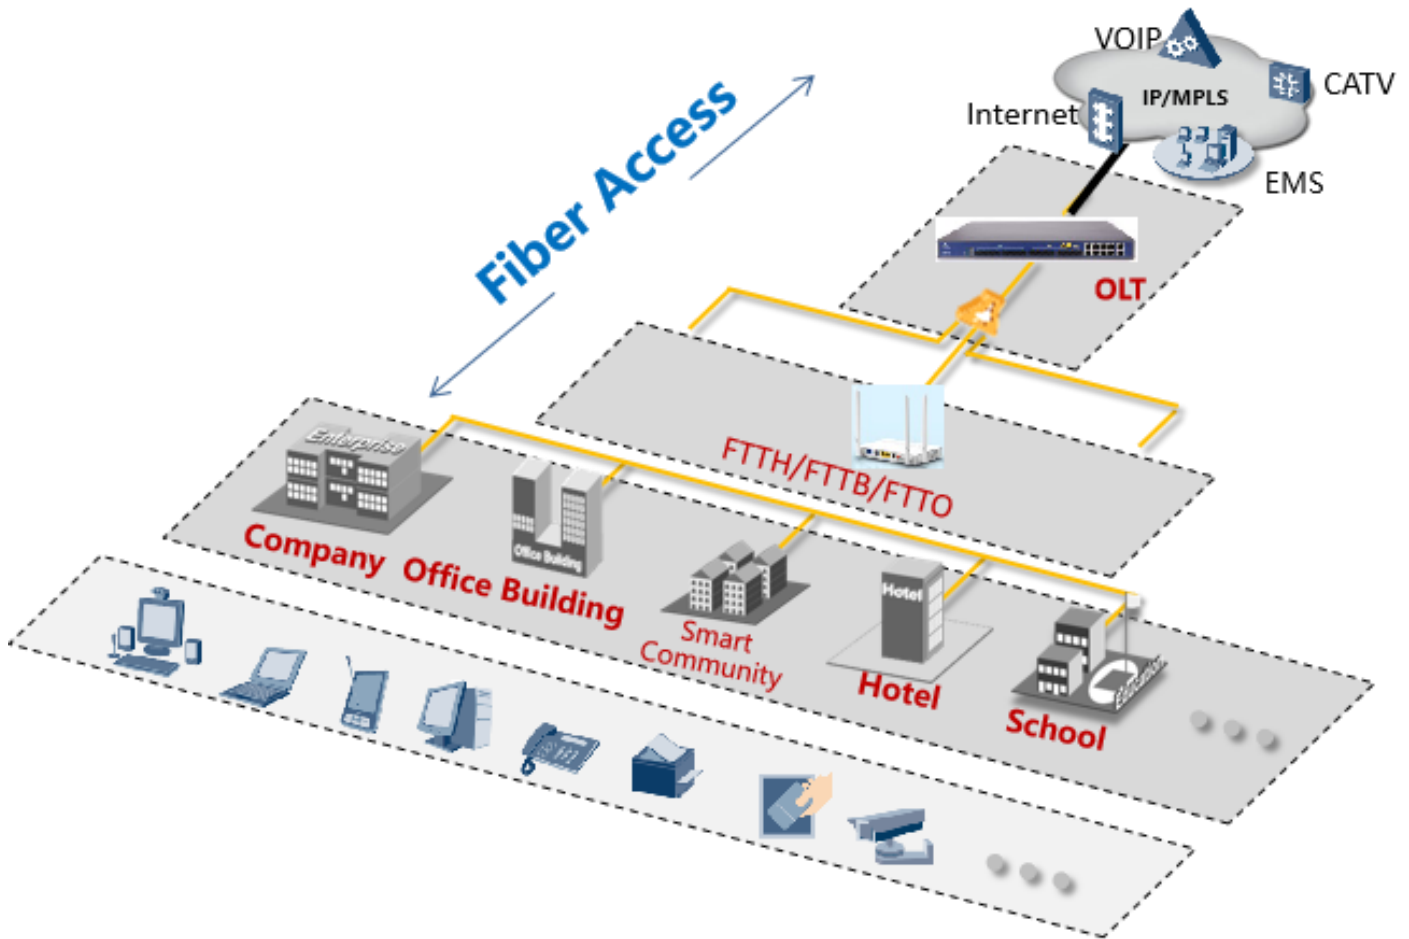 VOIP
CATV
IP/MPLS
Internet
EMS
Fiber Access
OLT
FTTH/FTTB/FTTO
Enterprise
Company
Office Building
Office Building
Smart
Community
Hotel
Hotel
Education
School